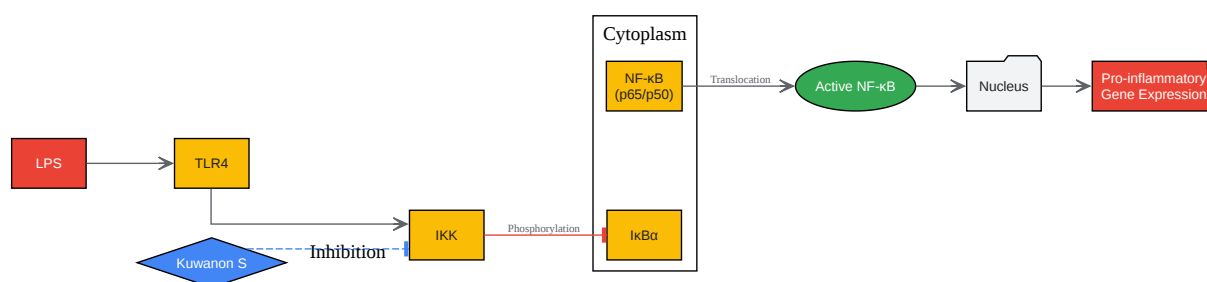 Cytoplasm
NF-κB
(p65/p50)
Translocation
Active NF-κB
Nucleus
Pro-inflammatory
Gene Expression
LPS
TLR4
IKK
Phosphorylation
IκBα
Inhibition
Kuwanon S